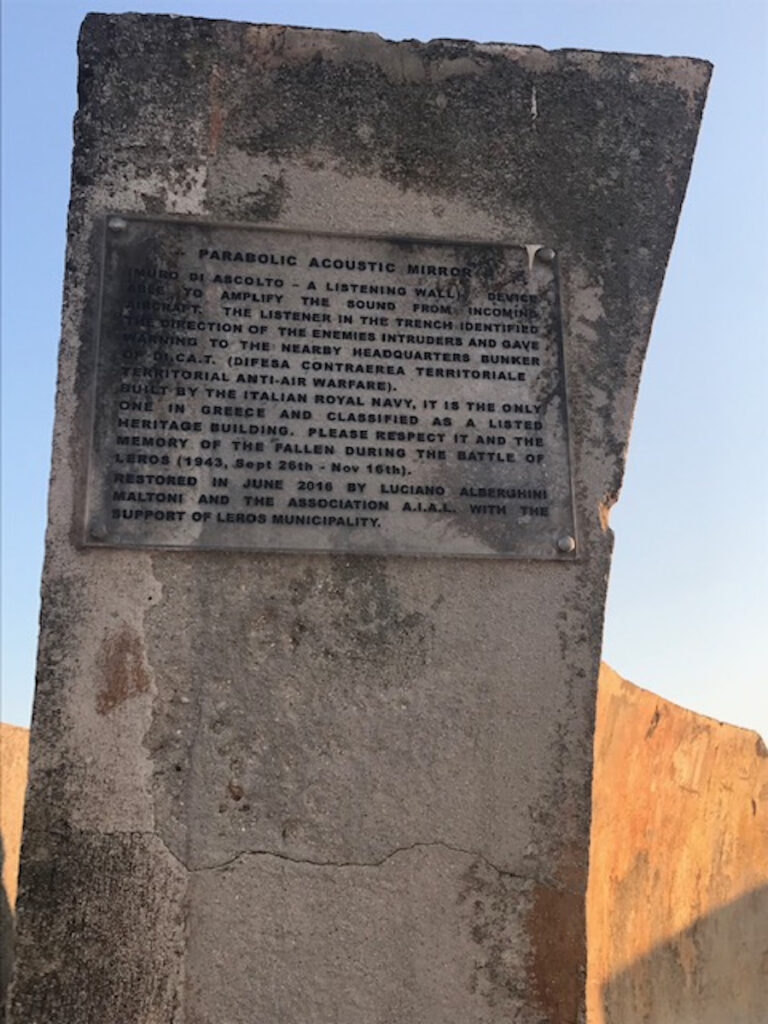 PARABOLIC ACOUSTIC MIRROR
(MURO DI ASCOLTO – A LISTENING WALL): DEVICE
ABLE TO AMPLIFY THE SOUND FROM INCOMING
AIRCRAFT. THE LISTENER IN THE TRENCH IDENTIFIED
THE DIRECTION OF THE ENEMIES INTRUDERS AND GAVE
WARNING TO THE NEARBY HEADQUARTERS BUNKER
OF DI.CA.T. (DIFESA CONTRAEREA TERRITORIALE -
TERRITORIAL ANTI-AIR WARFARE).
BUILT BY THE ITALIAN ROYAL NAVY, IT IS THE ONLY
ONE IN GREECE AND CLASSIFIED AS A LISTED
HERITAGE BUILDING. PLEASE RESPECT IT AND THE
MEMORY OF THE FALLEN DURING THE BATTLE OF
LEROS (1943, Sept 26th - Nov 16th).
RESTORED IN JUNE 2016 BY LUCIANO ALBERGHINI
MALTONI AND THE ASSOCIATION A.I.A.L. WITH THE
SUPPORT OF LEROS MUNICIPALITY.